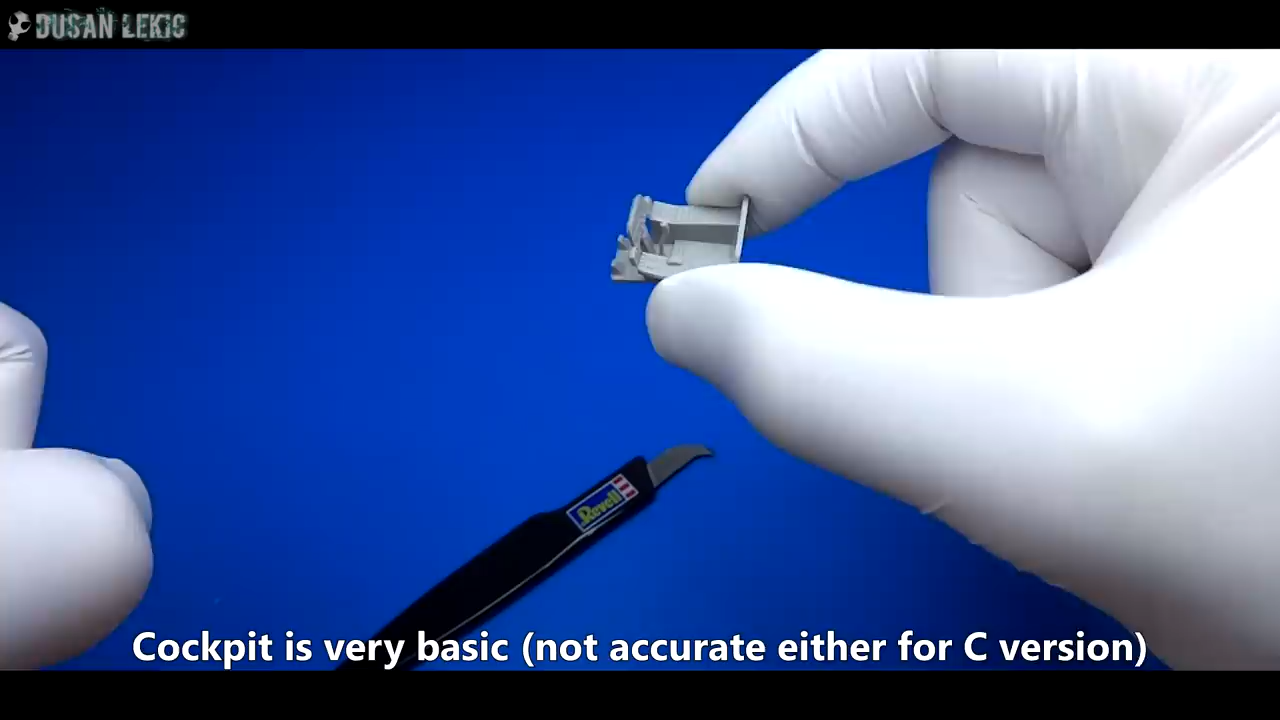 DUSAN LEKIC
Revell
Cockpit is very basic (not accurate either for C version)